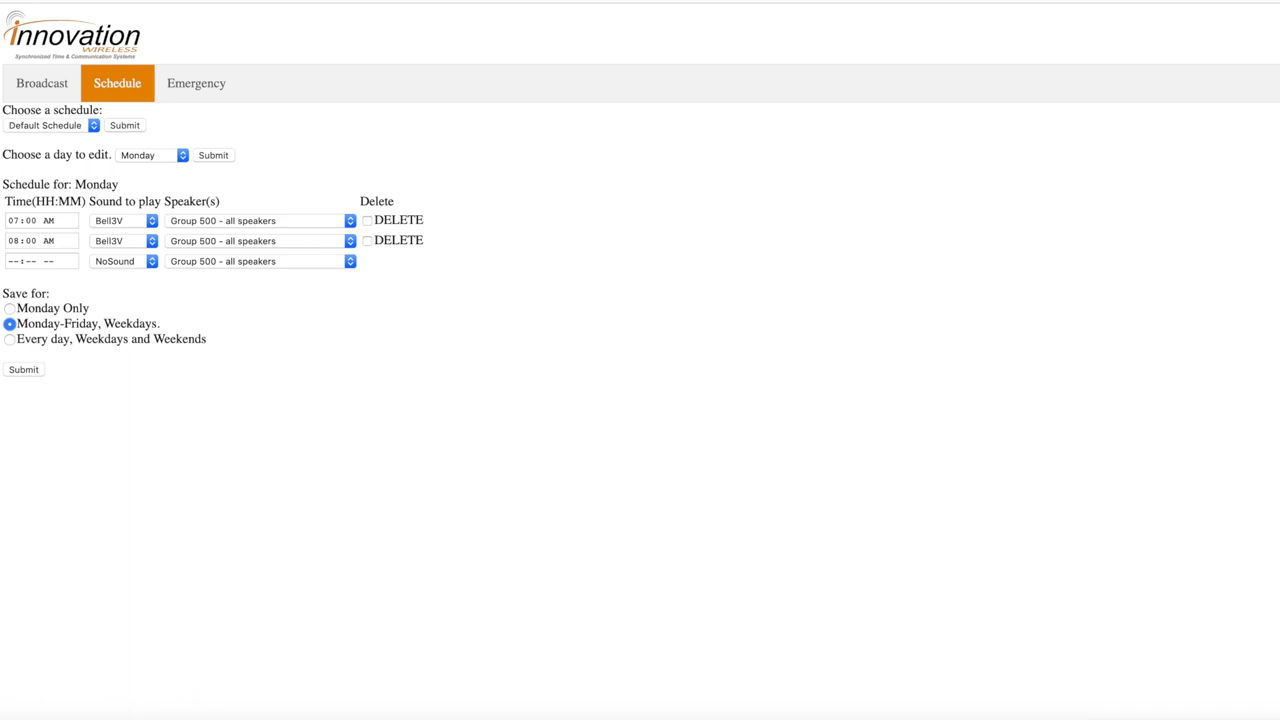 innovation
WIRELESS
Synchronized Time & Communication Systems
Broadcast Schedule Emergency
Choose a schedule:
Default Schedule Submit
Choose a day to edit. Monday Submit
Schedule for: Monday
Time(HH:MM) Sound to play Speaker(s) Delete
07:00 AM Bell3V Group 500 - all speakers DELETE
08:00 AM Bell3V Group 500 - all speakers DELETE
--:-- -- NoSound Group 500 - all speakers
Save for:
Monday Only
Monday-Friday, Weekdays.
Every day, Weekdays and Weekends
Submit